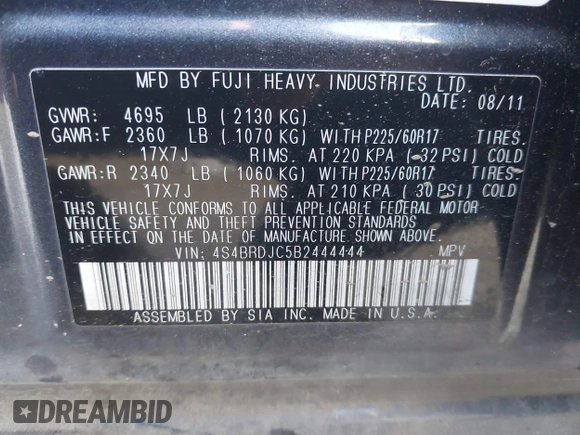 MFD BY FUJI HEAVY INDUSTRIES LTD.
DATE: 08/11
GVWR: 4695 LB (2130 KG)
GAWR:F 2360 LB (1070 KG) WITH P225/60R17 TIRES.
17X7J RIMS. AT 220 KPA (32 PSI) COLD
GAWR:R 2340 LB (1060 KG) WITH P225/60R17 TIRES.
17X7J RIMS. AT 210 KPA (30 PSI) COLD
THIS VEHICLE CONFORMS TO ALL APPLICABLE FEDERAL MOTOR
VEHICLE SAFETY AND THEFT PREVENTION STANDARDS
IN EFFECT ON THE DATE OF MANUFACTURE SHOWN ABOVE.
VIN: 4S4BRDJC5B2444444 MPV
ASSEMBLED BY SIA INC. MADE IN U.S.A.
DREAMBID